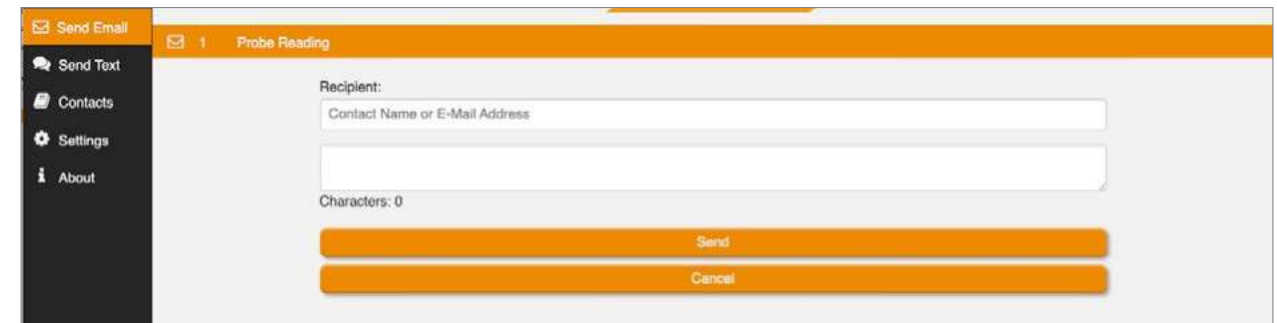 Send Email
Send Text
Contacts
Settings
About
1 Probe Reading
Recipient:
Contact Name or E-Mail Address
Characters: 0
Send
Cancel